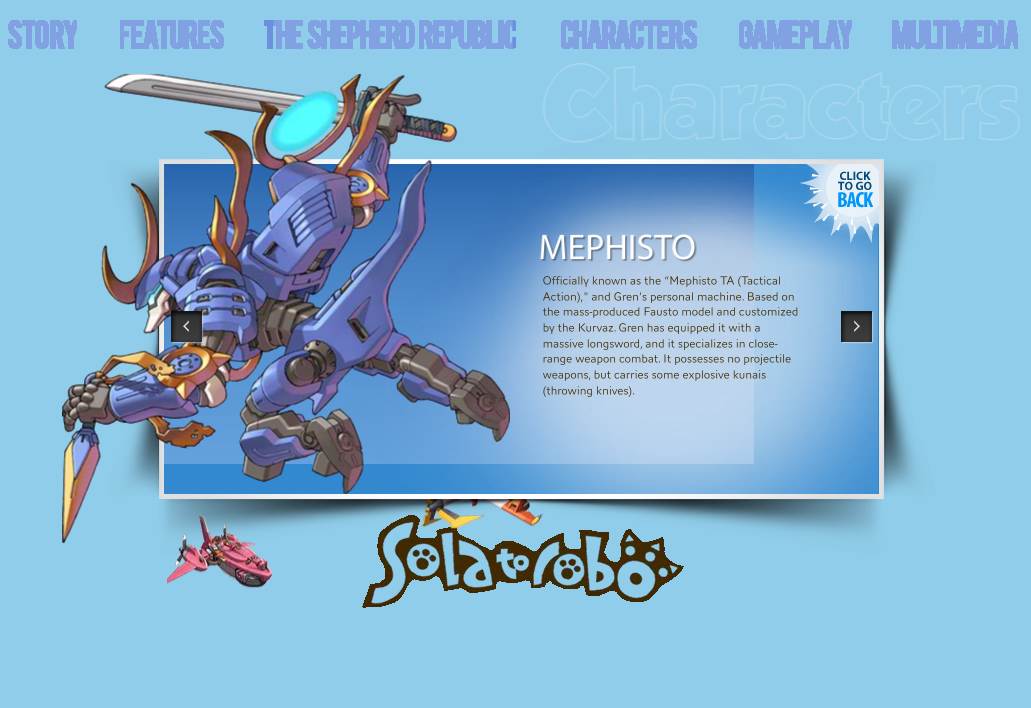 STORY FEATURES THE SHEPHERD REPUBLIC CHARACTERS GAMEPLAY MULTIMEDIA
Characters
CLICK
TO GO
BACK
MEPHISTO
Officially known as the “Mephisto TA (Tactical
Action),” and Gren's personal machine. Based on
the mass-produced Fausto model and customized
by the Kurvaz. Gren has equipped it with a
massive longsword, and it specializes in close-
range weapon combat. It possesses no projectile
weapons, but carries some explosive kunais
(throwing knives).
Solatorobo